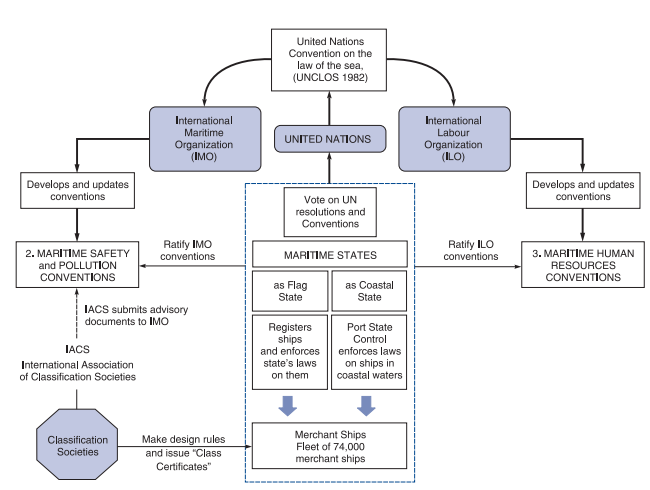 United Nations
Convention on the
law of the sea,
(UNCLOS 1982)
International
Maritime
Organization
(IMO)
UNITED NATIONS
International
Labour
Organization
(ILO)
Develops and updates
conventions
Vote on UN
resolutions and
Conventions
Develops and updates
conventions
2. MARITIME SAFETY
and POLLUTION
CONVENTIONS
Ratify IMO
conventions
MARITIME STATES
Ratify ILO
conventions
3. MARITIME HUMAN
RESOURCES
CONVENTIONS
as Flag
State
as Coastal
State
IACS submits advisory
documents to IMO
IACS
International Association
of Classification Societies
Registers
ships
and enforces
state's laws
on them
Port State
Control
enforces laws
on ships in
coastal waters
Classification
Societies
Make design rules
and issue "Class
Certificates"
Merchant Ships
Fleet of 74,000
merchant ships